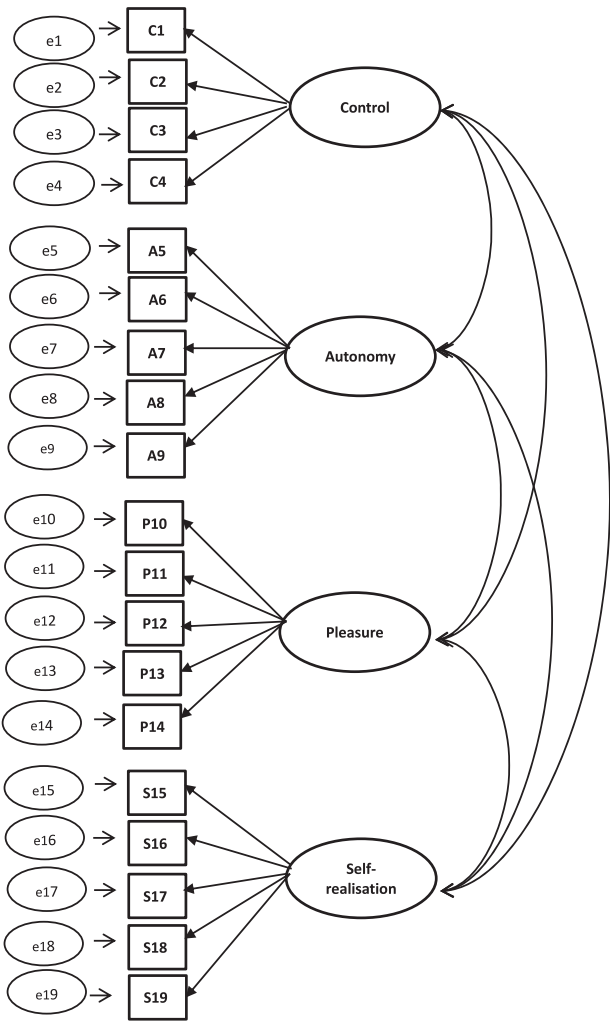 e1
C1
e2
C2
Control
e3
C3
e4
C4
e5
A5
e6
A6
e7
A7
Autonomy
e8
A8
e9
A9
e10
P10
e11
P11
e12
P12
Pleasure
e13
P13
e14
P14
e15
S15
e16
S16
Self-
realisation
e17
S17
e18
S18
e19
S19